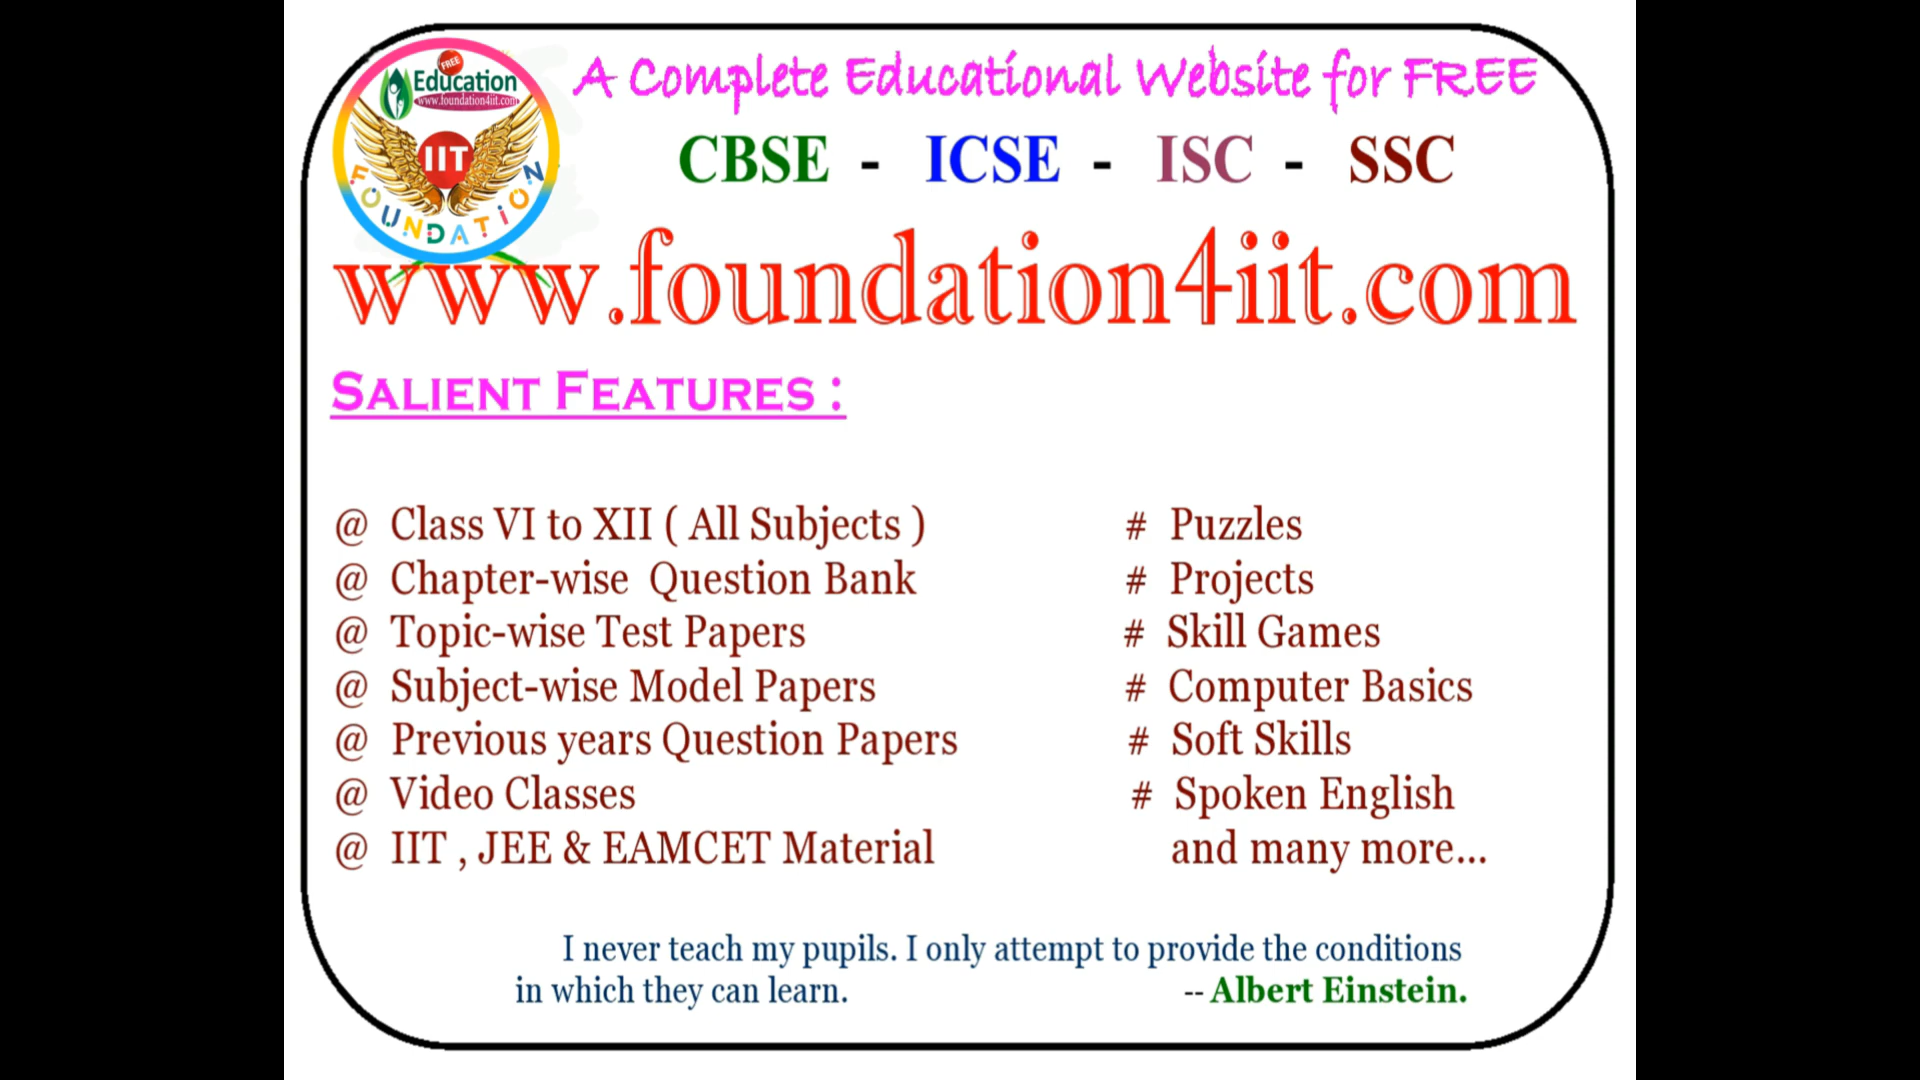 FREE
Education
www.foundation4iit.com
IIT
FOUNDATION
A Complete Educational Website for FREE
CBSE - ICSE - ISC - SSC
www.foundation4iit.com
SALIENT FEATURES :
@ Class VI to XII ( All Subjects )
@ Chapter-wise Question Bank
@ Topic-wise Test Papers
@ Subject-wise Model Papers
@ Previous years Question Papers
@ Video Classes
@ IIT , JEE & EAMCET Material
# Puzzles
# Projects
# Skill Games
# Computer Basics
# Soft Skills
# Spoken English
and many more...
I never teach my pupils. I only attempt to provide the conditions
in which they can learn. -- Albert Einstein.